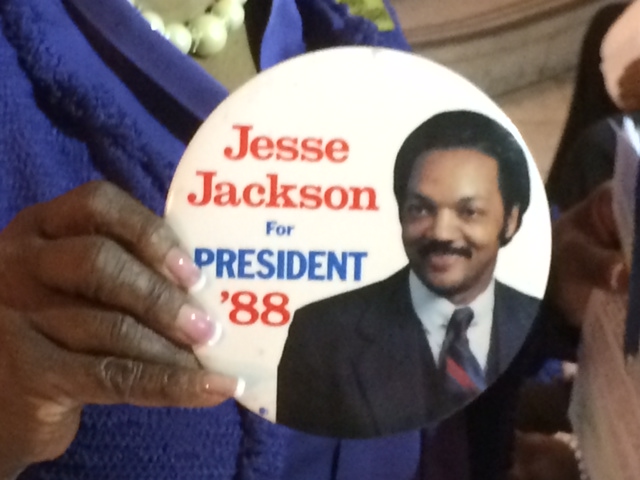 Jesse
Jackson
For
PRESIDENT
'88